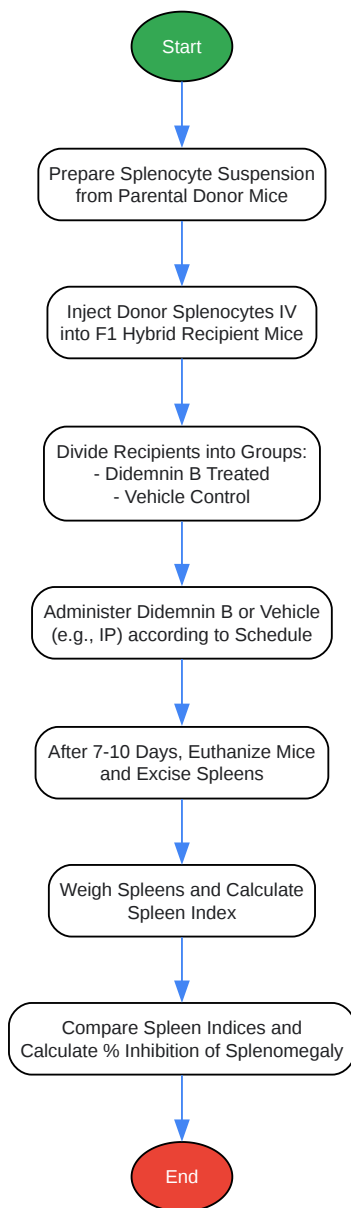 Start
Prepare Splenocyte Suspension
from Parental Donor Mice
Inject Donor Splenocytes IV
into F1 Hybrid Recipient Mice
Divide Recipients into Groups:
- Didemnin B Treated
- Vehicle Control
Administer Didemnin B or Vehicle
(e.g., IP) according to Schedule
After 7-10 Days, Euthanize Mice
and Excise Spleens
Weigh Spleens and Calculate
Spleen Index
Compare Spleen Indices and
Calculate % Inhibition of Splenomegaly
End